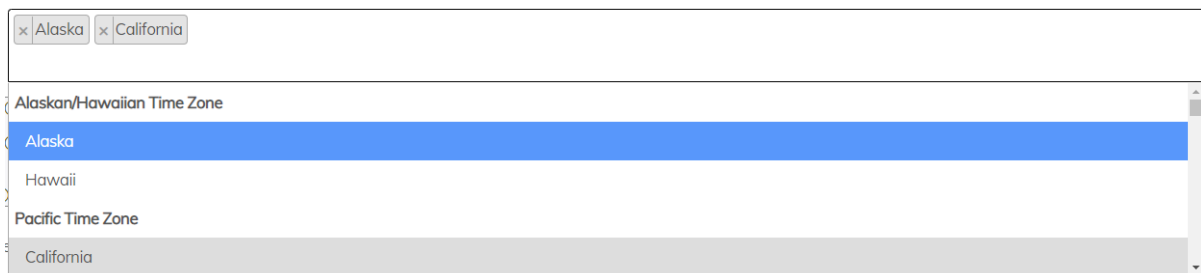 × Alaska × California
Alaskan/Hawaiian Time Zone
Alaska
Hawaii
Pacific Time Zone
California